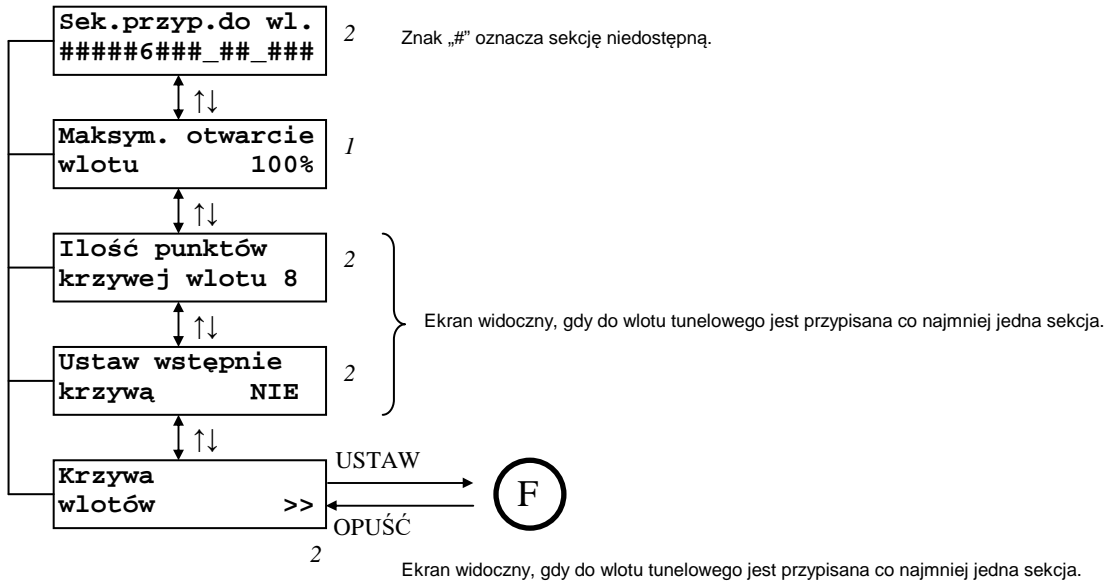 Sek.przyp.do wl.
#####6###_##_###
2
Znak „#” oznacza sekcję niedostępną.
↑↓
Maksym. otwarcie
wlotu 100%
1
↑↓
Ilość punktów
krzywej wlotu 8
2
Ekran widoczny, gdy do wlotu tunelowego jest przypisana co najmniej jedna sekcja.
↑↓
Ustaw wstępnie
krzywą NIE
2
↑↓
Krzywa
wlotów >>
USTAW
F
OPUŚĆ
2
Ekran widoczny, gdy do wlotu tunelowego jest przypisana co najmniej jedna sekcja.